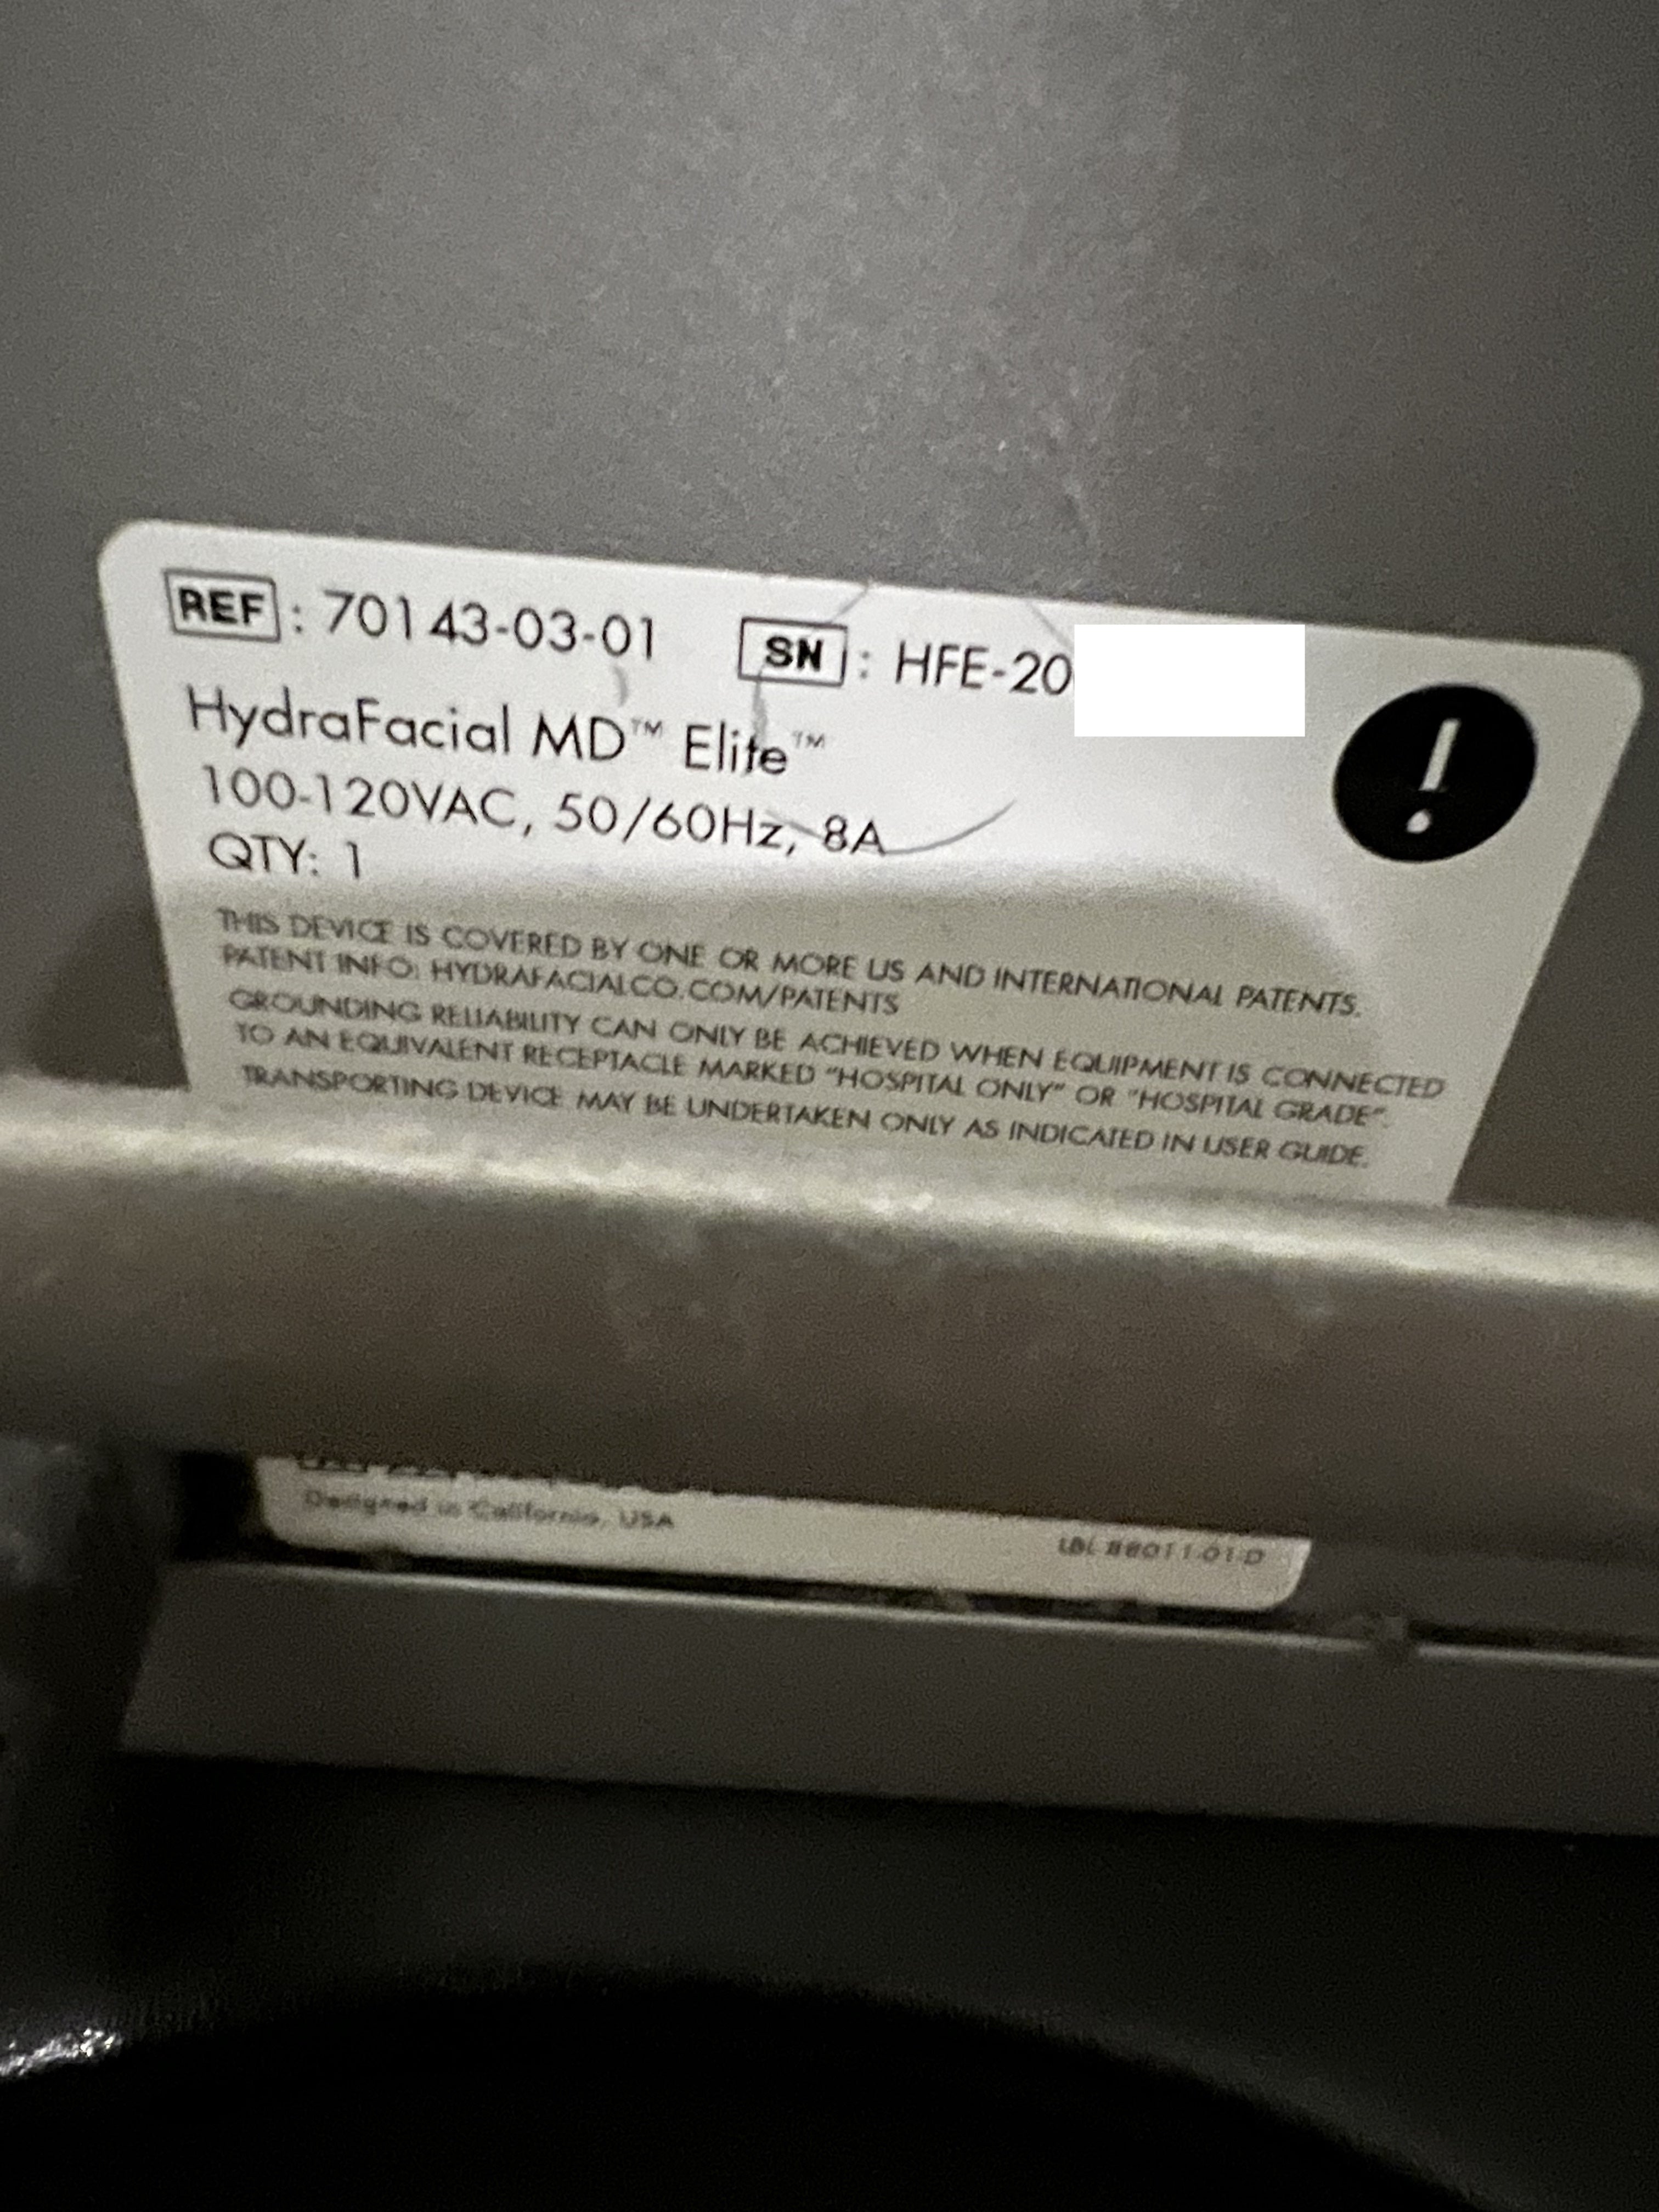 REF : 70143-03-01 SN : HFE-20
HydraFacial MD™ Elite™
100-120VAC, 50/60Hz, 8A
QTY: 1
THIS DEVICE IS COVERED BY ONE OR MORE US AND INTERNATIONAL PATENTS.
PATENT INFO: HYDRAFACIALCO.COM/PATENTS
GROUNDING RELIABILITY CAN ONLY BE ACHIEVED WHEN EQUIPMENT IS CONNECTED
TO AN EQUIVALENT RECEPTACLE MARKED "HOSPITAL ONLY" OR "HOSPITAL GRADE".
TRANSPORTING DEVICE MAY BE UNDERTAKEN ONLY AS INDICATED IN USER GUIDE.
Designed in California, USA
LBL